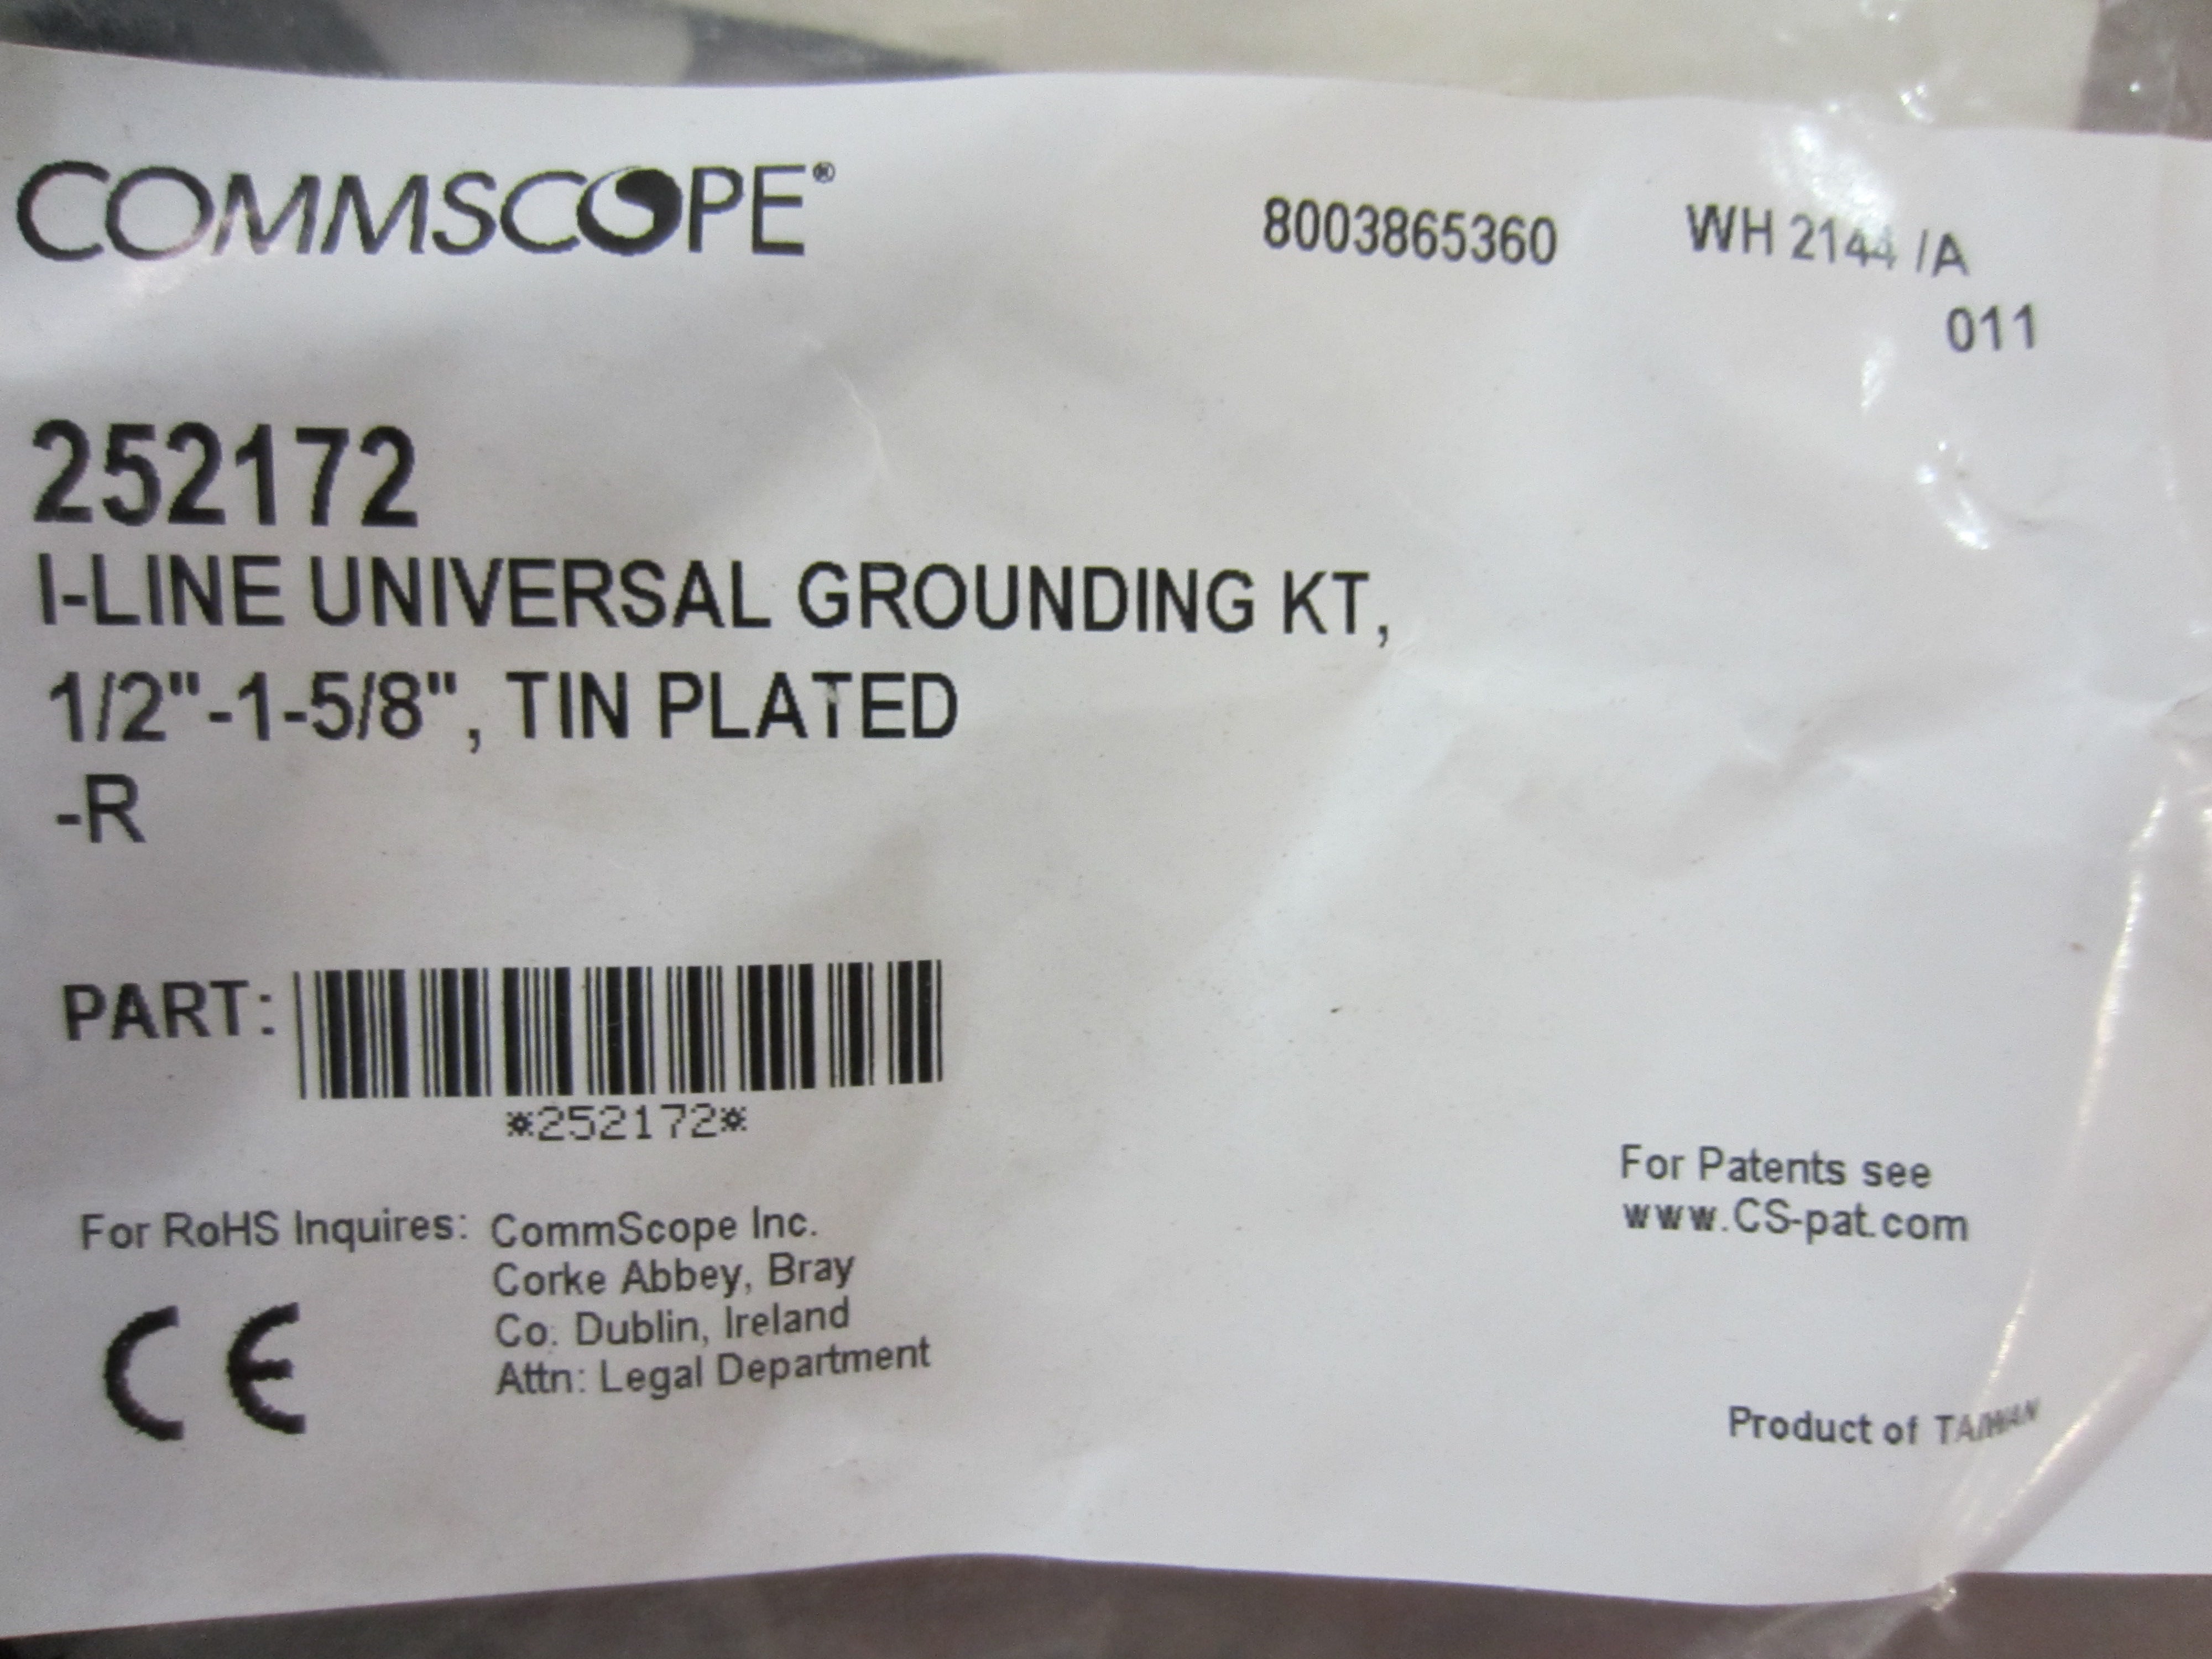 COMMSCOPE®
8003865360 WH 2144 /A
011
252172
I-LINE UNIVERSAL GROUNDING KT,
1/2"-1-5/8", TIN PLATED
-R
PART:
*252172*
For RoHS Inquires: CommScope Inc.
Corke Abbey, Bray
Co. Dublin, Ireland
Attn: Legal Department
CE
For Patents see
www.CS-pat.com
Product of TAIWAN